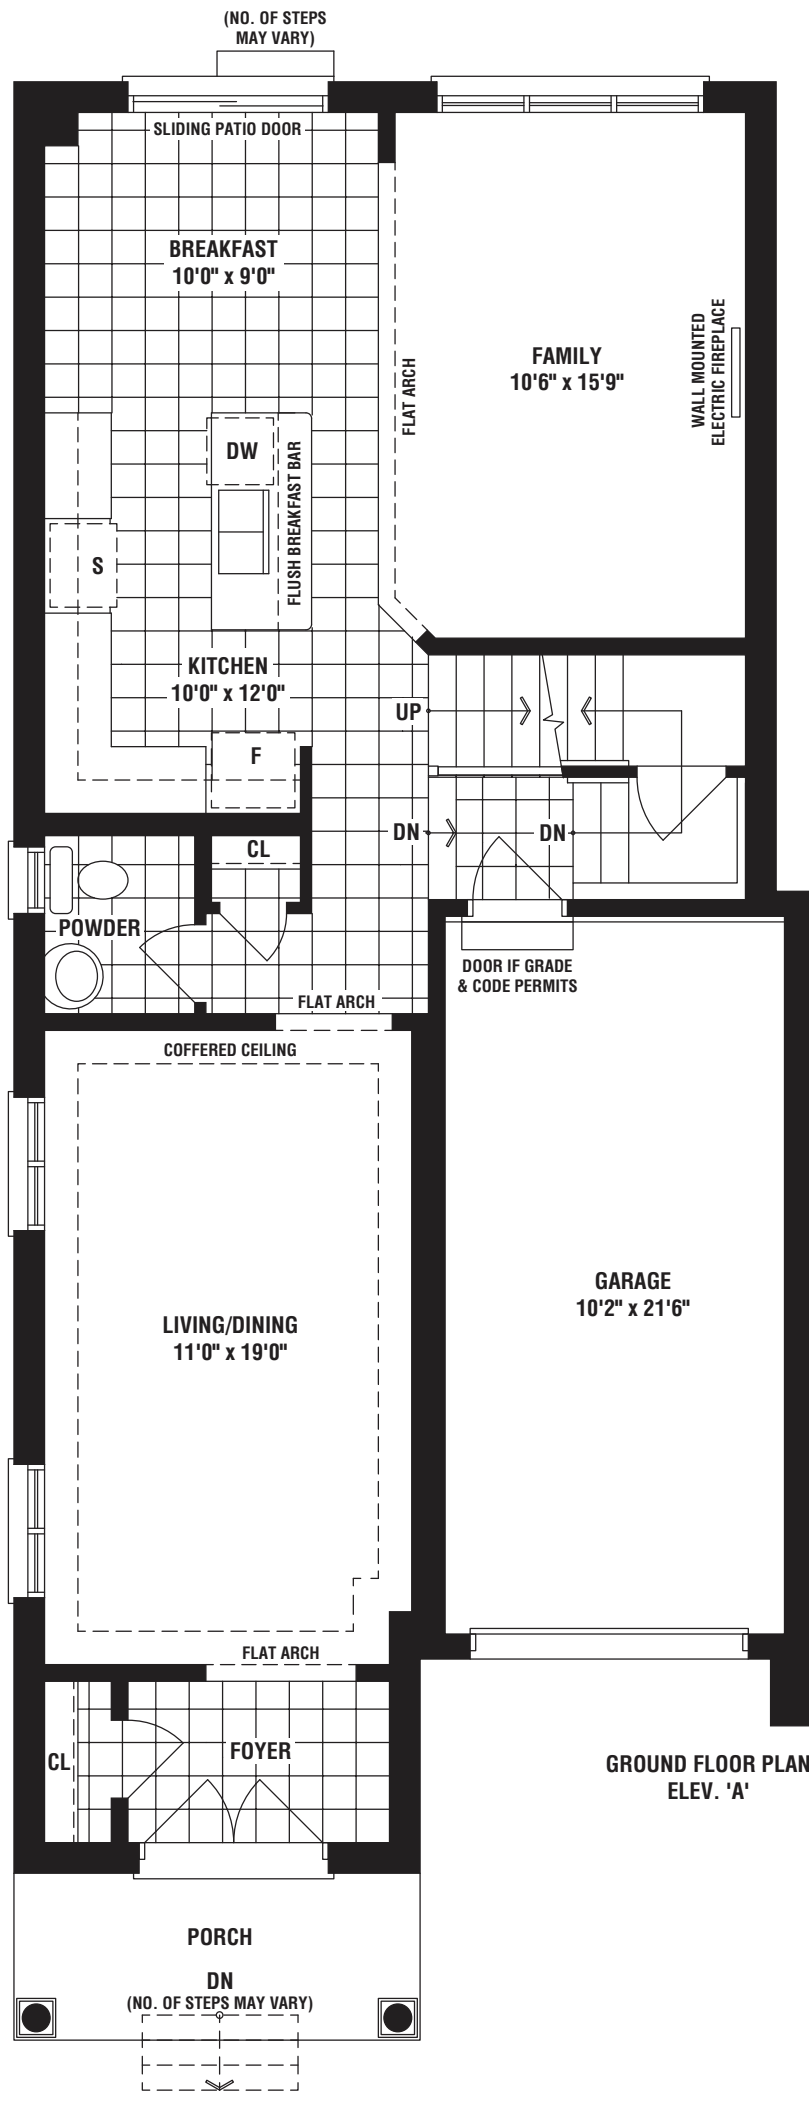 (NO. OF STEPS
MAY VARY)
SLIDING PATIO DOOR
BREAKFAST
10'0" x 9'0"
FAMILY
10'6" x 15'9"
WALL MOUNTED
ELECTRIC FIREPLACE
FLAT ARCH
DW
FLUSH BREAKFAST BAR
S
KITCHEN
10'0" x 12'0"
UP
F
DN
DN
CL
POWDER
DOOR IF GRADE
& CODE PERMITS
FLAT ARCH
COFFERED CEILING
GARAGE
10'2" x 21'6"
LIVING/DINING
11'0" x 19'0"
FLAT ARCH
CL
FOYER
GROUND FLOOR PLAN
ELEV. 'A'
PORCH
DN
(NO. OF STEPS MAY VARY)